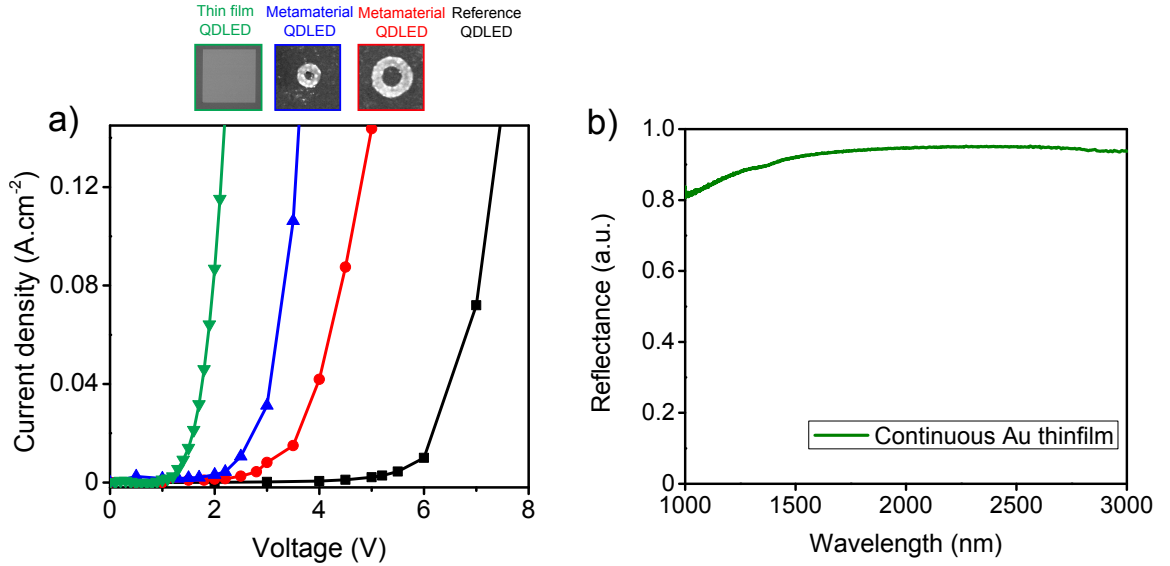 Thin film
QDLED
Metamaterial
QDLED
Metamaterial
QDLED
Reference
QDLED
a)
0.12
0.08
0.04
0
Current density (A.cm⁻²)
0
2
4
6
8
Voltage (V)
b)
1.0
0.8
0.6
0.4
0.2
0
Reflectance (a.u.)
Continuous Au thinfilm
1000
1500
2000
2500
3000
Wavelength (nm)